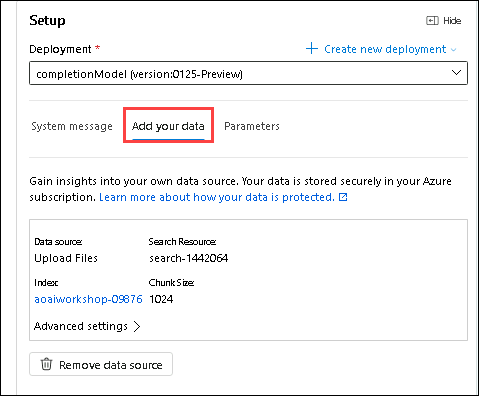 Setup
Hide
Deployment *
Create new deployment
completionModel (version:0125-Preview)
System message
Add your data
Parameters
Gain insights into your own data source. Your data is stored securely in your Azure
subscription. Learn more about how your data is protected.
Data source:
Search Resource:
Upload Files
search-1442064
Index:
Chunk Size:
aoaiworkshop-09876
1024
Advanced settings
Remove data source